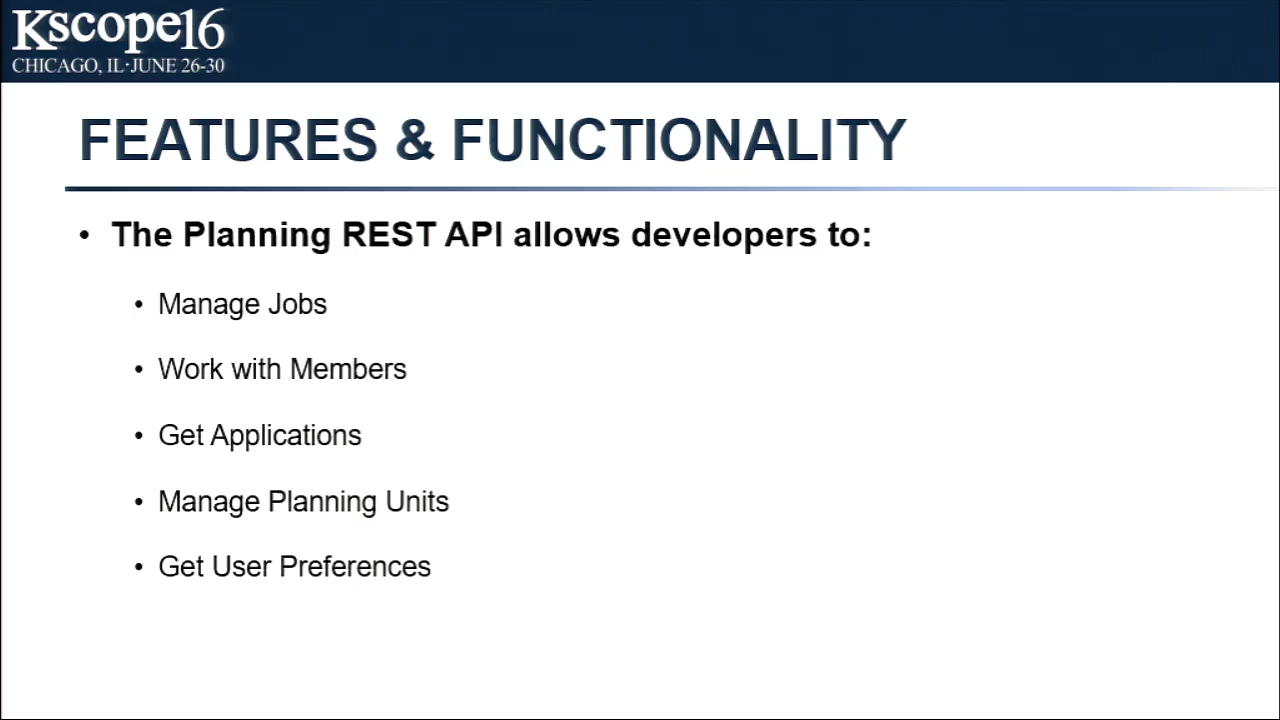 Kscope16
CHICAGO, IL·JUNE 26-30
FEATURES & FUNCTIONALITY
• The Planning REST API allows developers to:
• Manage Jobs
• Work with Members
• Get Applications
• Manage Planning Units
• Get User Preferences